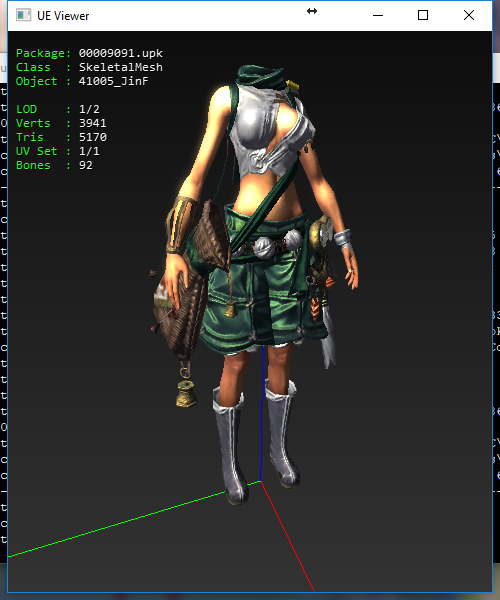 UE Viewer
Package: 00009091.upk
Class : SkeletalMesh
Object : 41005_JinF
LOD : 1/2
Verts : 3941
Tris : 5170
UV Set : 1/1
Bones : 92